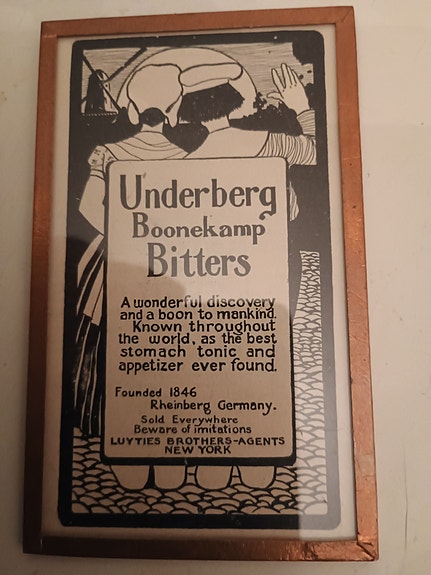 Underberg
Boonekamp
Bitters
A wonderful discovery
and a boon to mankind.
Known throughout
the world, as the best
stomach tonic and
appetizer ever found.
Founded 1846
Rheinberg Germany.
Sold Everywhere
Beware of imitations
LUYTIES BROTHERS-AGENTS
NEW YORK